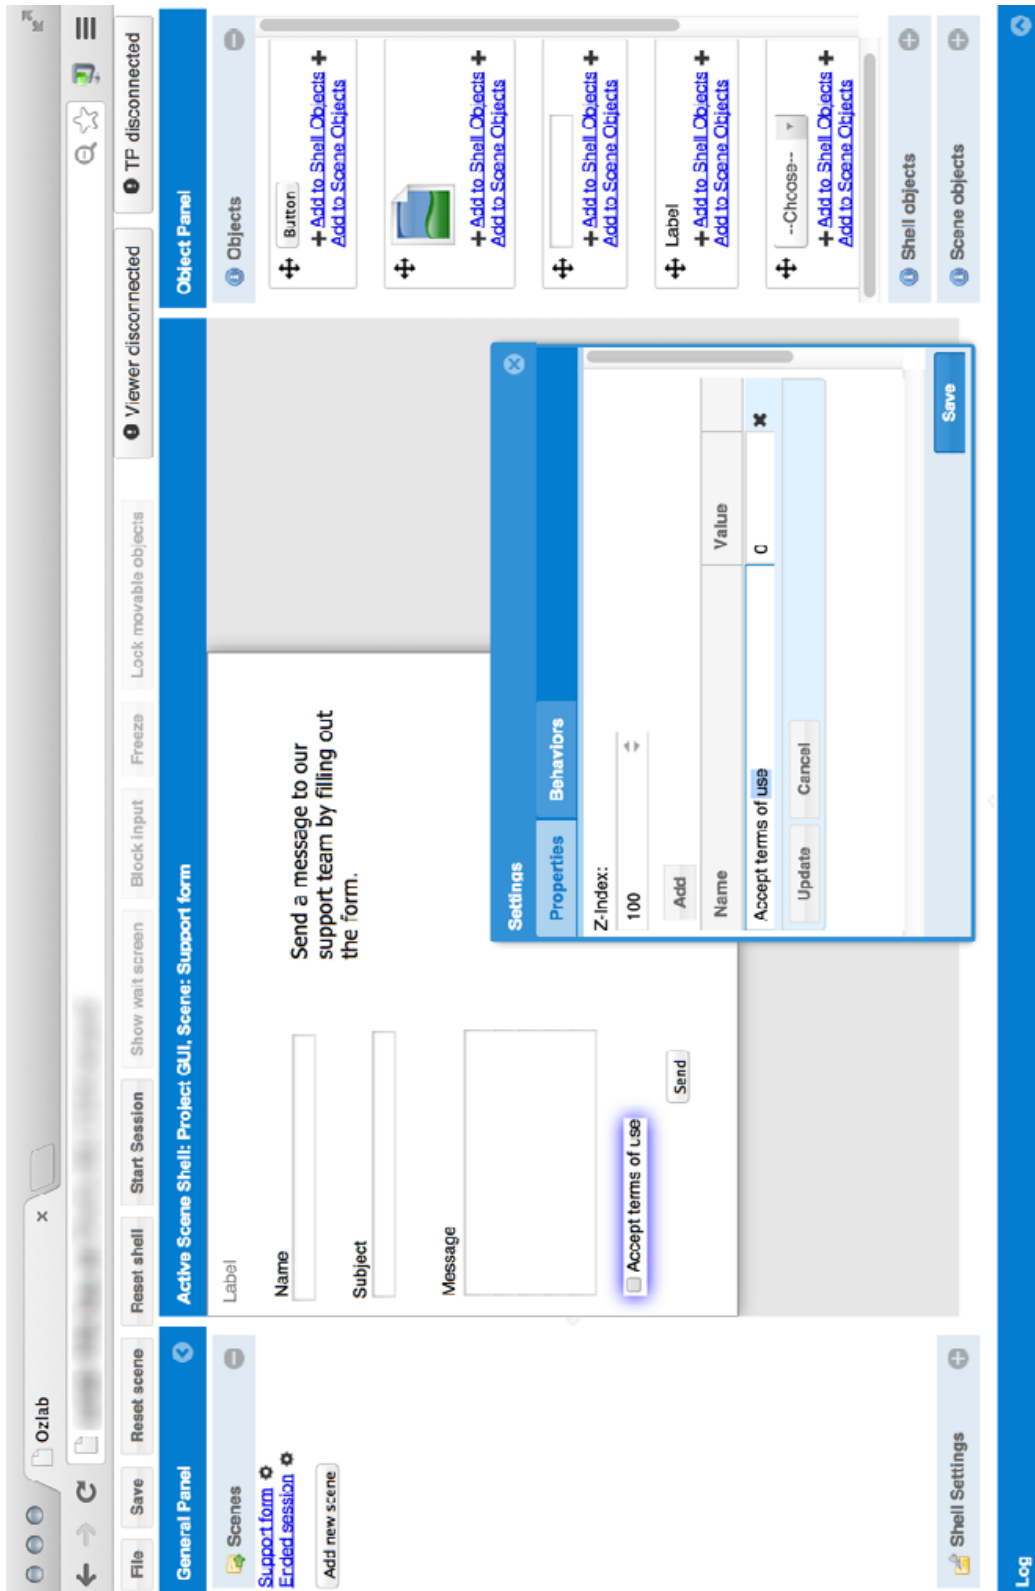 Ozlab
File Save Reset scene Reset shell Start Session Show wait screen Block input Freeze Lock movable objects Viewer disconnected TP disconnected
General Panel
Scenes
Support form
Ended session
Add new scene
Shell Settings
Active Scene Shell: Project GUI, Scene: Support form
Label
Name
Subject
Message
Accept terms of use
Send
Send a message to our
support team by filling out
the form.
Settings
Properties Behaviors
Z-Index:
100
Add
Name Value
Accept terms of use 0
Update Cancel
Save
Object Panel
Objects
Button
Add to Shell Objects
Add to Scene Objects
Add to Shell Objects
Add to Scene Objects
Add to Shell Objects
Add to Scene Objects
Label
Add to Shell Objects
Add to Scene Objects
--Choose--
Add to Shell Objects
Add to Scene Objects
Shell objects
Scene objects
Log